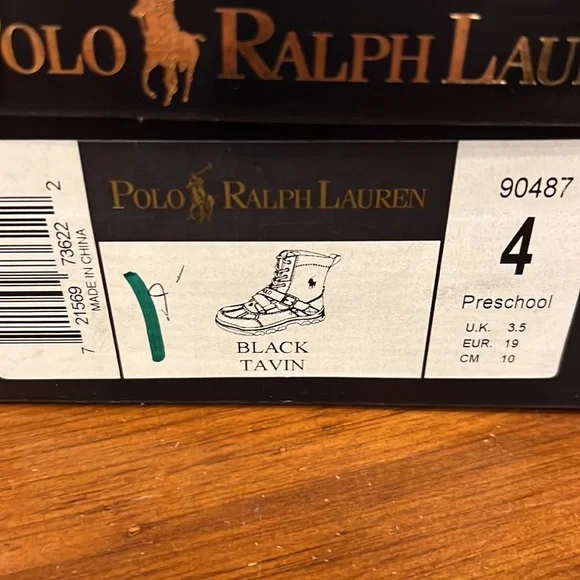 POLO RALPH LAU
7 21569 73622 2
MADE IN CHINA
POLO RALPH LAUREN
BLACK
TAVIN
90487
4
Preschool
U.K. 3.5
EUR. 19
CM 10